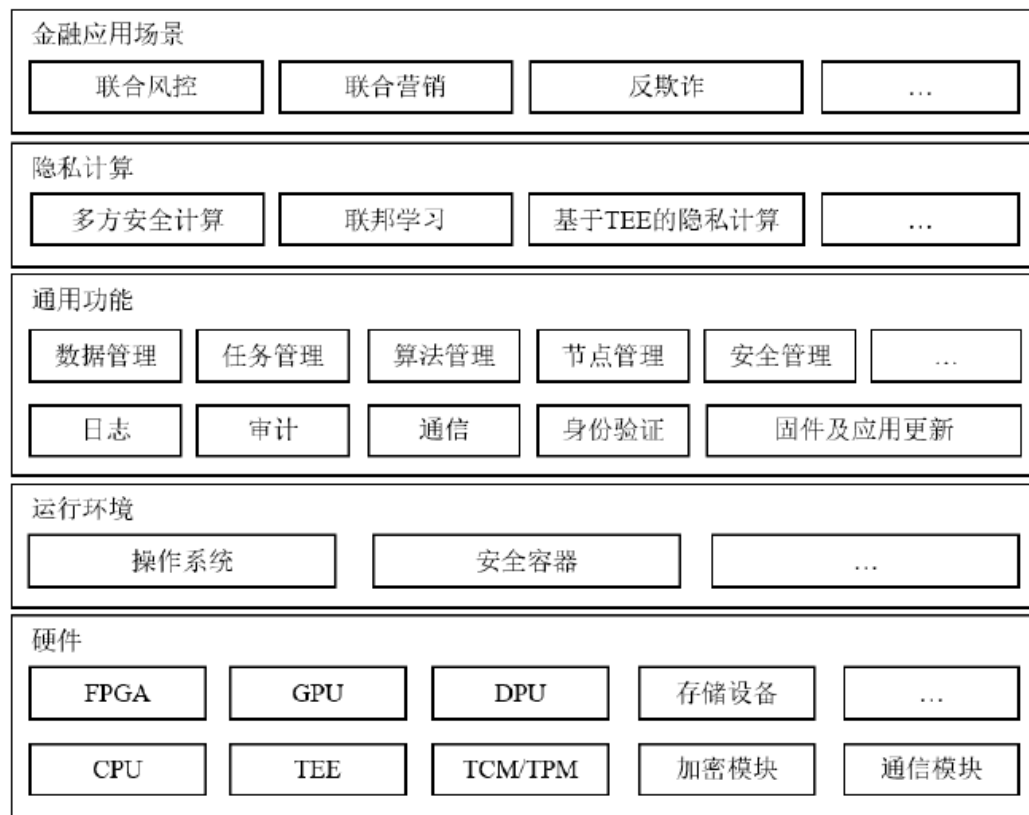 金融应用场景
联合风控 联合营销 反欺诈 …
隐私计算
多方安全计算 联邦学习 基于TEE的隐私计算 …
通用功能
数据管理 任务管理 算法管理 节点管理 安全管理 …
日志 审计 通信 身份验证 固件及应用更新
运行环境
操作系统 安全容器 …
硬件
FPGA GPU DPU 存储设备 …
CPU TEE TCM/TPM 加密模块 通信模块